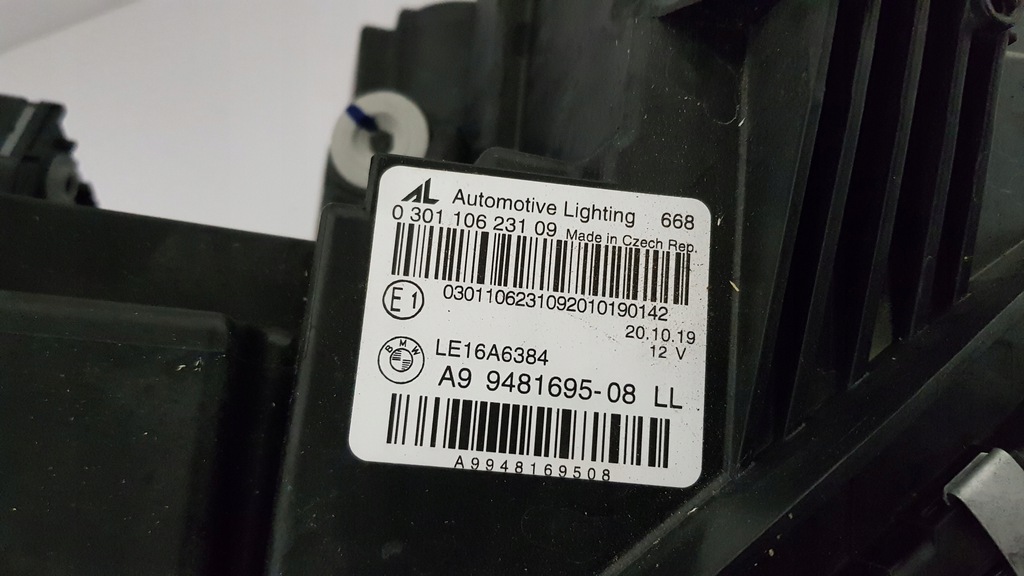 AL Automotive Lighting 668
0 301 106 231 09 Made in Czech Rep.
0301106231092010190142
E1
20.10.19
12 V
BMW
LE16A6384
A9 9481695-08 LL
A9948169508